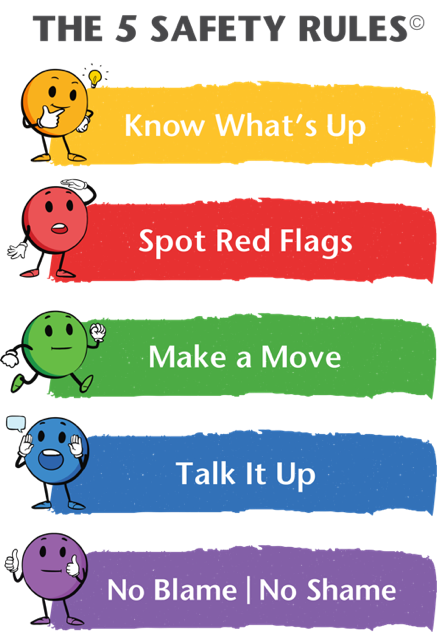 THE 5 SAFETY RULES©
Know What's Up
Spot Red Flags
Make a Move
Talk It Up
No Blame | No Shame